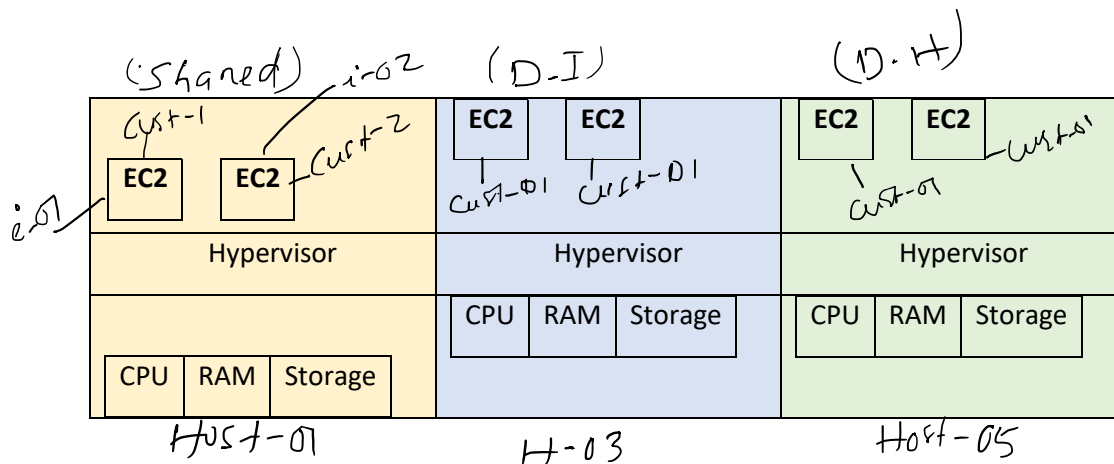 (Shared) i-02 (D-I) (D.H)
Cust-1 Cust-2
EC2 EC2 EC2 EC2 EC2 EC2
i-01 Cust-01 Cust-01 Cust-01 Cust-01
Hypervisor Hypervisor Hypervisor
CPU RAM Storage CPU RAM Storage
CPU RAM Storage
Host-01 H-03 Host-05